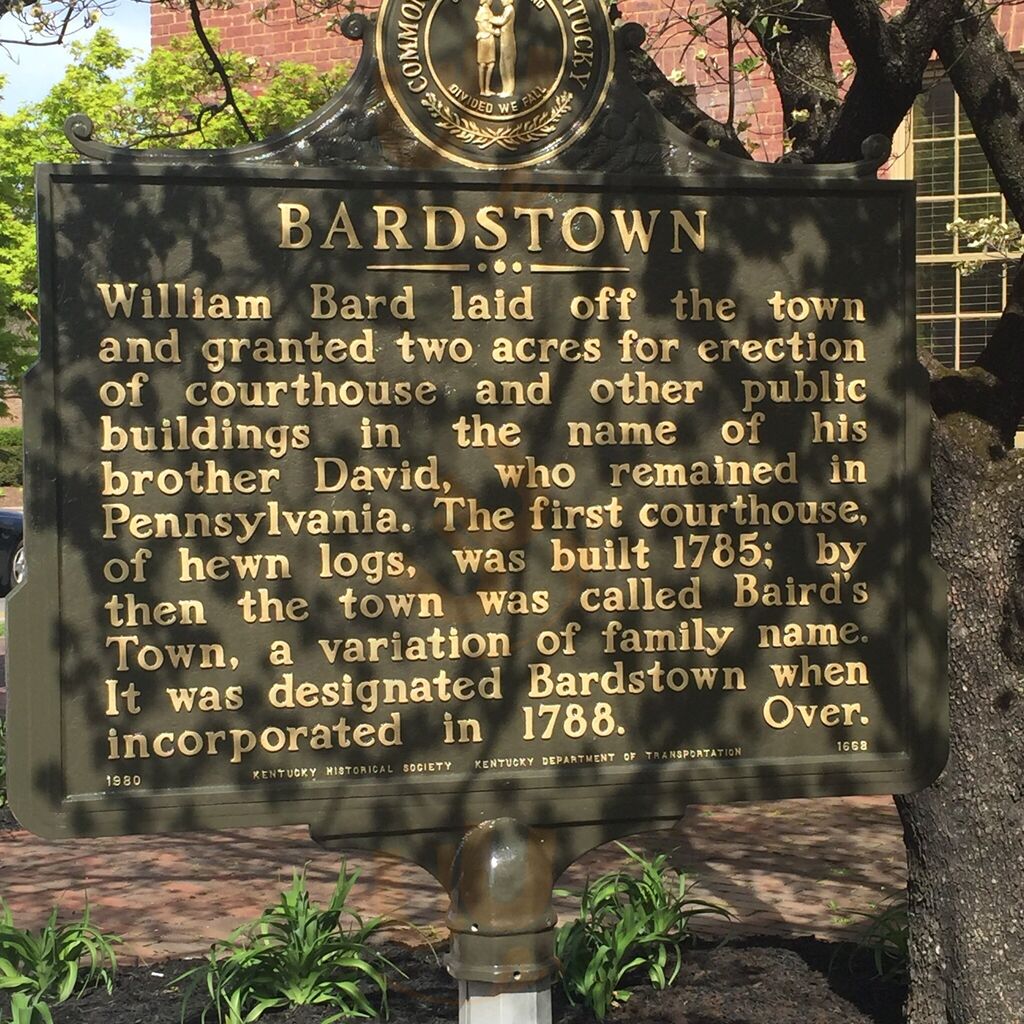 COMMON
TUCKY
DIVIDED WE FALL
BARDSTOWN
William Bard laid off the town
and granted two acres for erection
of courthouse and other public
buildings in the name of his
brother David, who remained in
Pennsylvania. The first courthouse,
of hewn logs, was built 1785; by
then the town was called Baird's
Town, a variation of family name.
It was designated Bardstown when
incorporated in 1788. Over.
1980 KENTUCKY HISTORICAL SOCIETY KENTUCKY DEPARTMENT OF TRANSPORTATION 1668